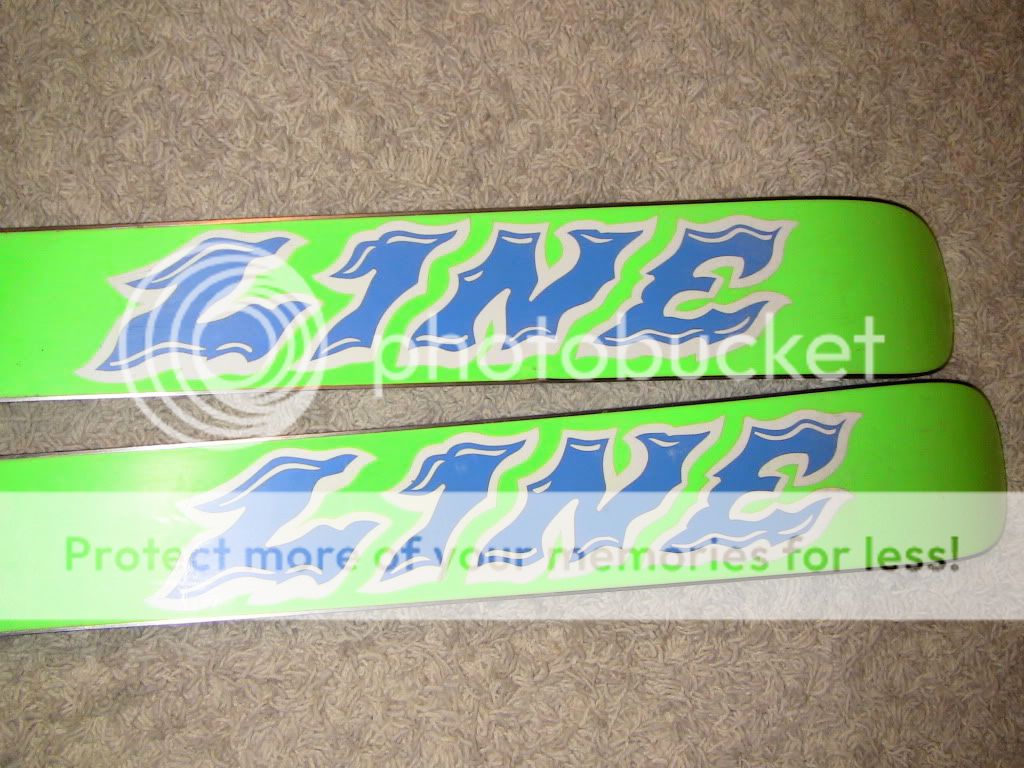 LINE
photobucket
LINE
Protect more of your memories for less!